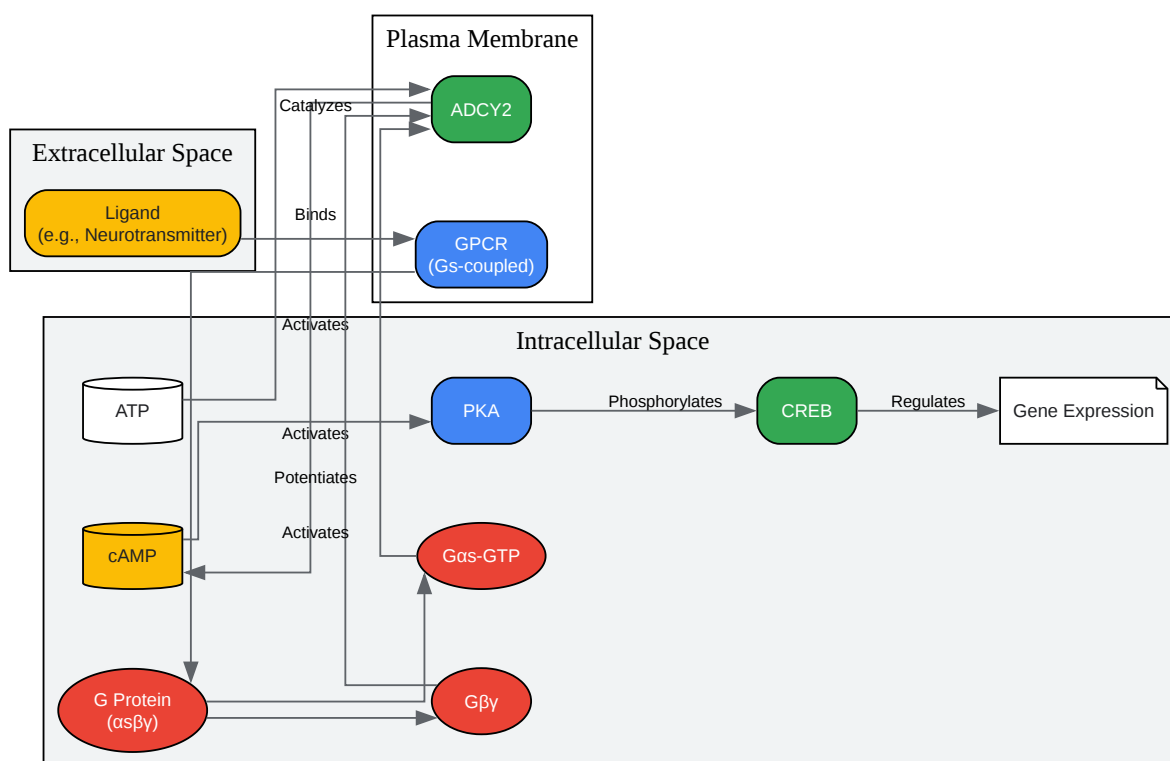 Plasma Membrane
ADCY2
Catalyzes
Extracellular Space
Ligand
(e.g., Neurotransmitter)
Binds
GPCR
(Gs-coupled)
Activates
Intracellular Space
ATP
PKA
Phosphorylates
CREB
Regulates
Gene Expression
Activates
Potentiates
Activates
cAMP
Gαs-GTP
G Protein
(αsβγ)
Gβγ